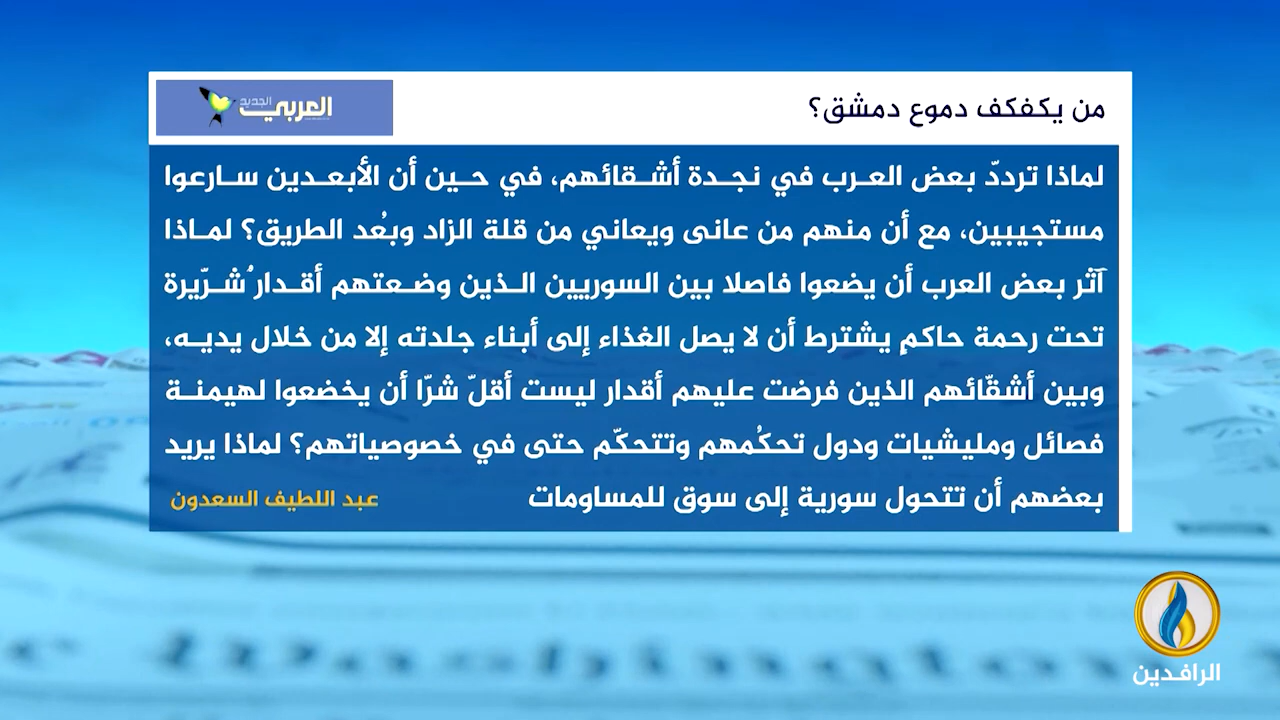 من يكفكف دموع دمشق؟
العربي الجديد
لماذا تردّد بعض العرب في نجدة أشقائهم، في حين أن الأبعدين سارعوا
مستجيبين، مع أن منهم من عانى ويعاني من قلة الزاد وبُعد الطريق؟ لماذا
آثر بعض العرب أن يضعوا فاصلا بين السوريين الذين وضعتهم أقدارُ شرّيرة
تحت رحمة حاكمٍ يشترط أن لا يصل الغذاء إلى أبناء جلدته إلا من خلال يديه،
وبين أشقّائهم الذين فرضت عليهم أقدار ليست أقلّ شرّا أن يخضعوا لهيمنة
فصائل ومليشيات ودول تحكُمهم وتتحكّم حتى في خصوصياتهم؟ لماذا يريد
بعضهم أن تتحول سورية إلى سوق للمساومات
عبد اللطيف السعدون
الرافدين